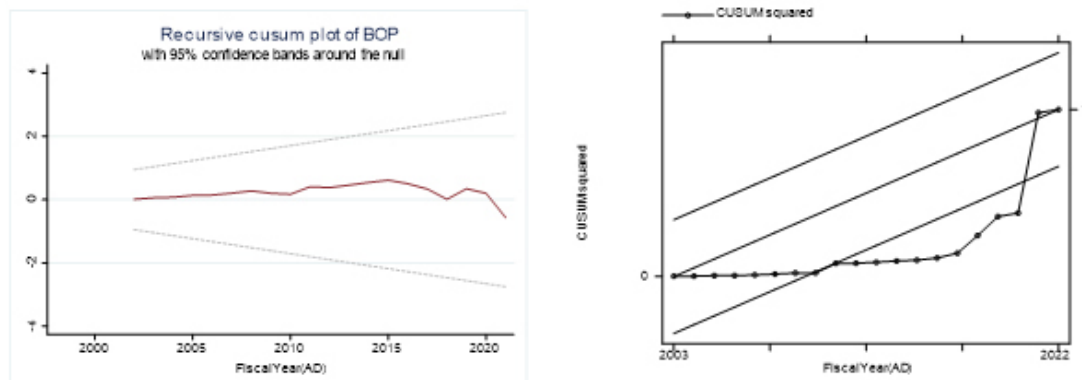 Recursive cusum plot of BOP
with 95% confidence bands around the null
4
2
0
-2
-4
2000 2005 2010 2015 2020
FiscalYear(AD)
CUSUM squared
CUSUM squared
0
2003 2022
FiscalYear(AD)